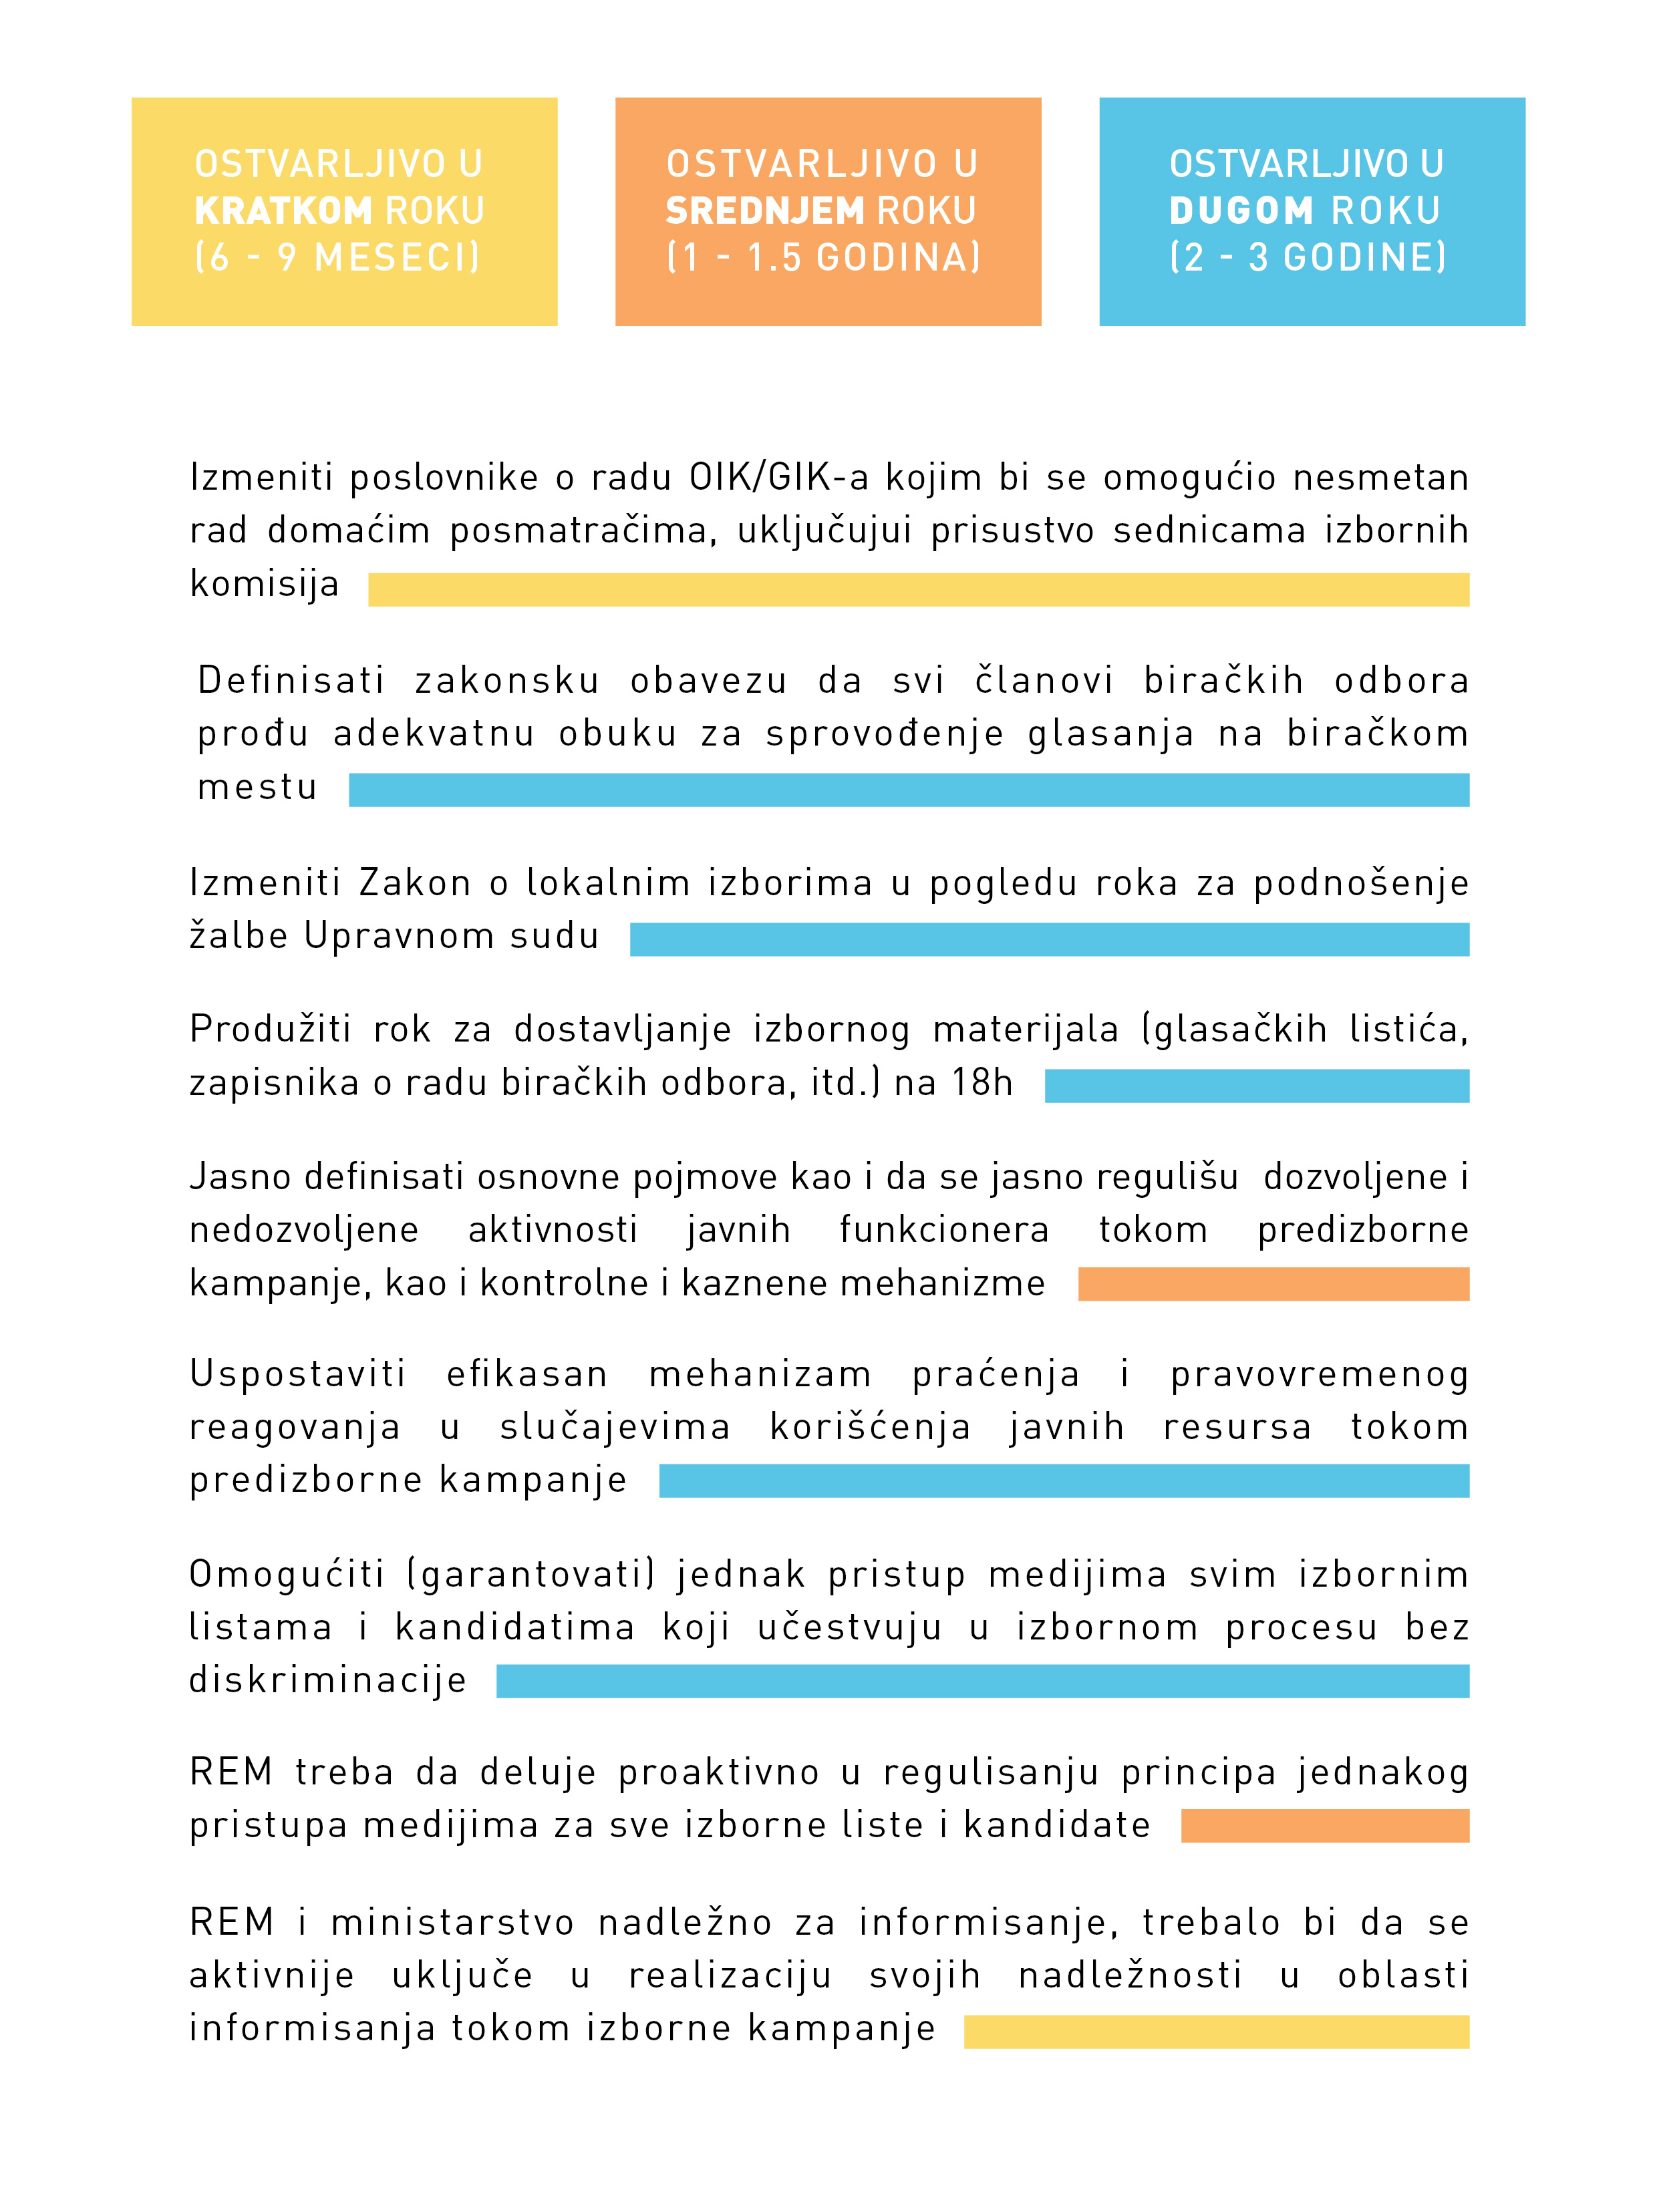 OSTVARLJIVO U
KRATKOM ROKU
(6 - 9 MESECI)
OSTVARLJIVO U
SREDNJEM ROKU
(1 - 1.5 GODINA)
OSTVARLJIVO U
DUGOM ROKU
(2 - 3 GODINE)
Izmeniti poslovnike o radu OIK/GIK-a kojim bi se omogućio nesmetan
rad domaćim posmatračima, uključujui prisustvo sednicama izbornih
komisija
Definisati zakonsku obavezu da svi članovi biračkih odbora
prođu adekvatnu obuku za sprovođenje glasanja na biračkom
mestu
Izmeniti Zakon o lokalnim izborima u pogledu roka za podnošenje
žalbe Upravnom sudu
Produžiti rok za dostavljanje izbornog materijala (glasačkih listića,
zapisnika o radu biračkih odbora, itd.) na 18h
Jasno definisati osnovne pojmove kao i da se jasno regulišu dozvoljene i
nedozvoljene aktivnosti javnih funkcionera tokom predizborne
kampanje, kao i kontrolne i kaznene mehanizme
Uspostaviti efikasan mehanizam praćenja i pravovremenog
reagovanja u slučajevima korišćenja javnih resursa tokom
predizborne kampanje
Omogućiti (garantovati) jednak pristup medijima svim izbornim
listama i kandidatima koji učestvuju u izbornom procesu bez
diskriminacije
REM treba da deluje proaktivno u regulisanju principa jednakog
pristupa medijima za sve izborne liste i kandidate
REM i ministarstvo nadležno za informisanje, trebalo bi da se
aktivnije uključe u realizaciju svojih nadležnosti u oblasti
informisanja tokom izborne kampanje